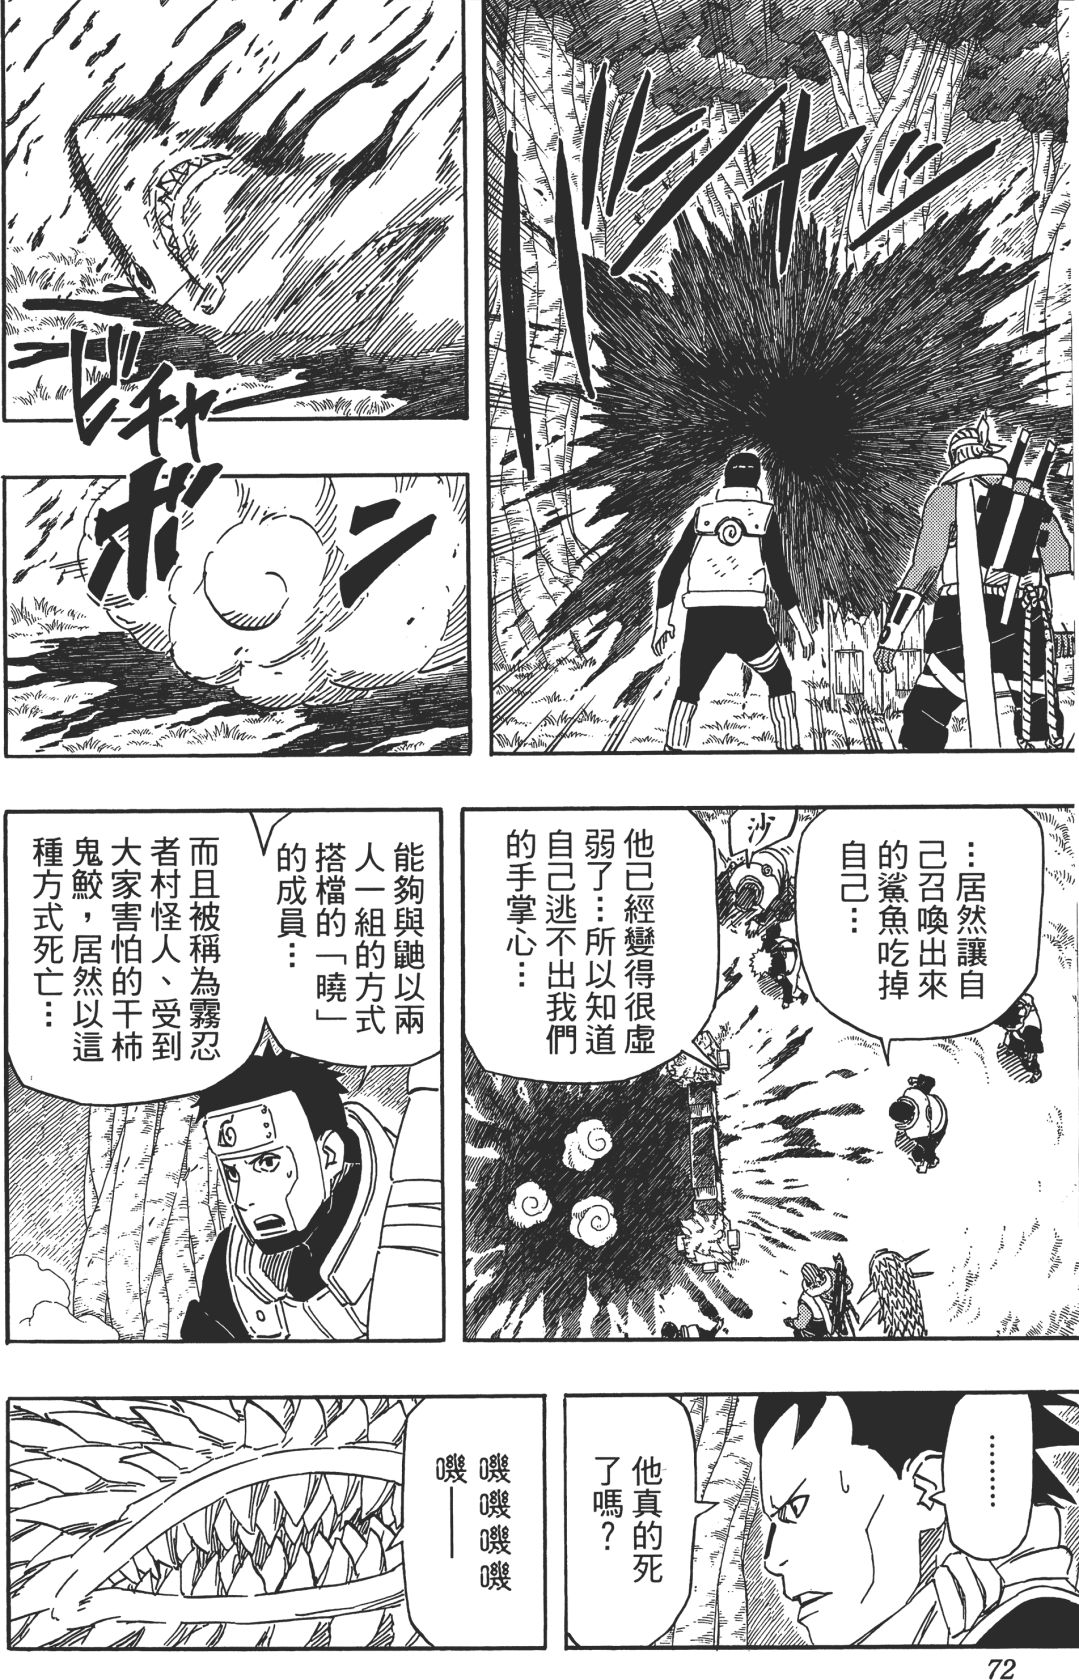 バシャッ
ビチャ
ボン
…居然讓自
己召喚出來
的鯊魚吃掉
自己…
沙
他已經變得很虛
弱了…所以知道
自己逃不出我們
的手掌心…
能夠與鼬以兩
人一組的方式
搭檔的「曉」
的成員…
而且被稱為霧忍
者村怪人、受到
大家害怕的干柿
鬼鮫，居然以這
種方式死亡…
………
他真的死
了嗎？
嘰嘰嘰嘰
嘰——
72